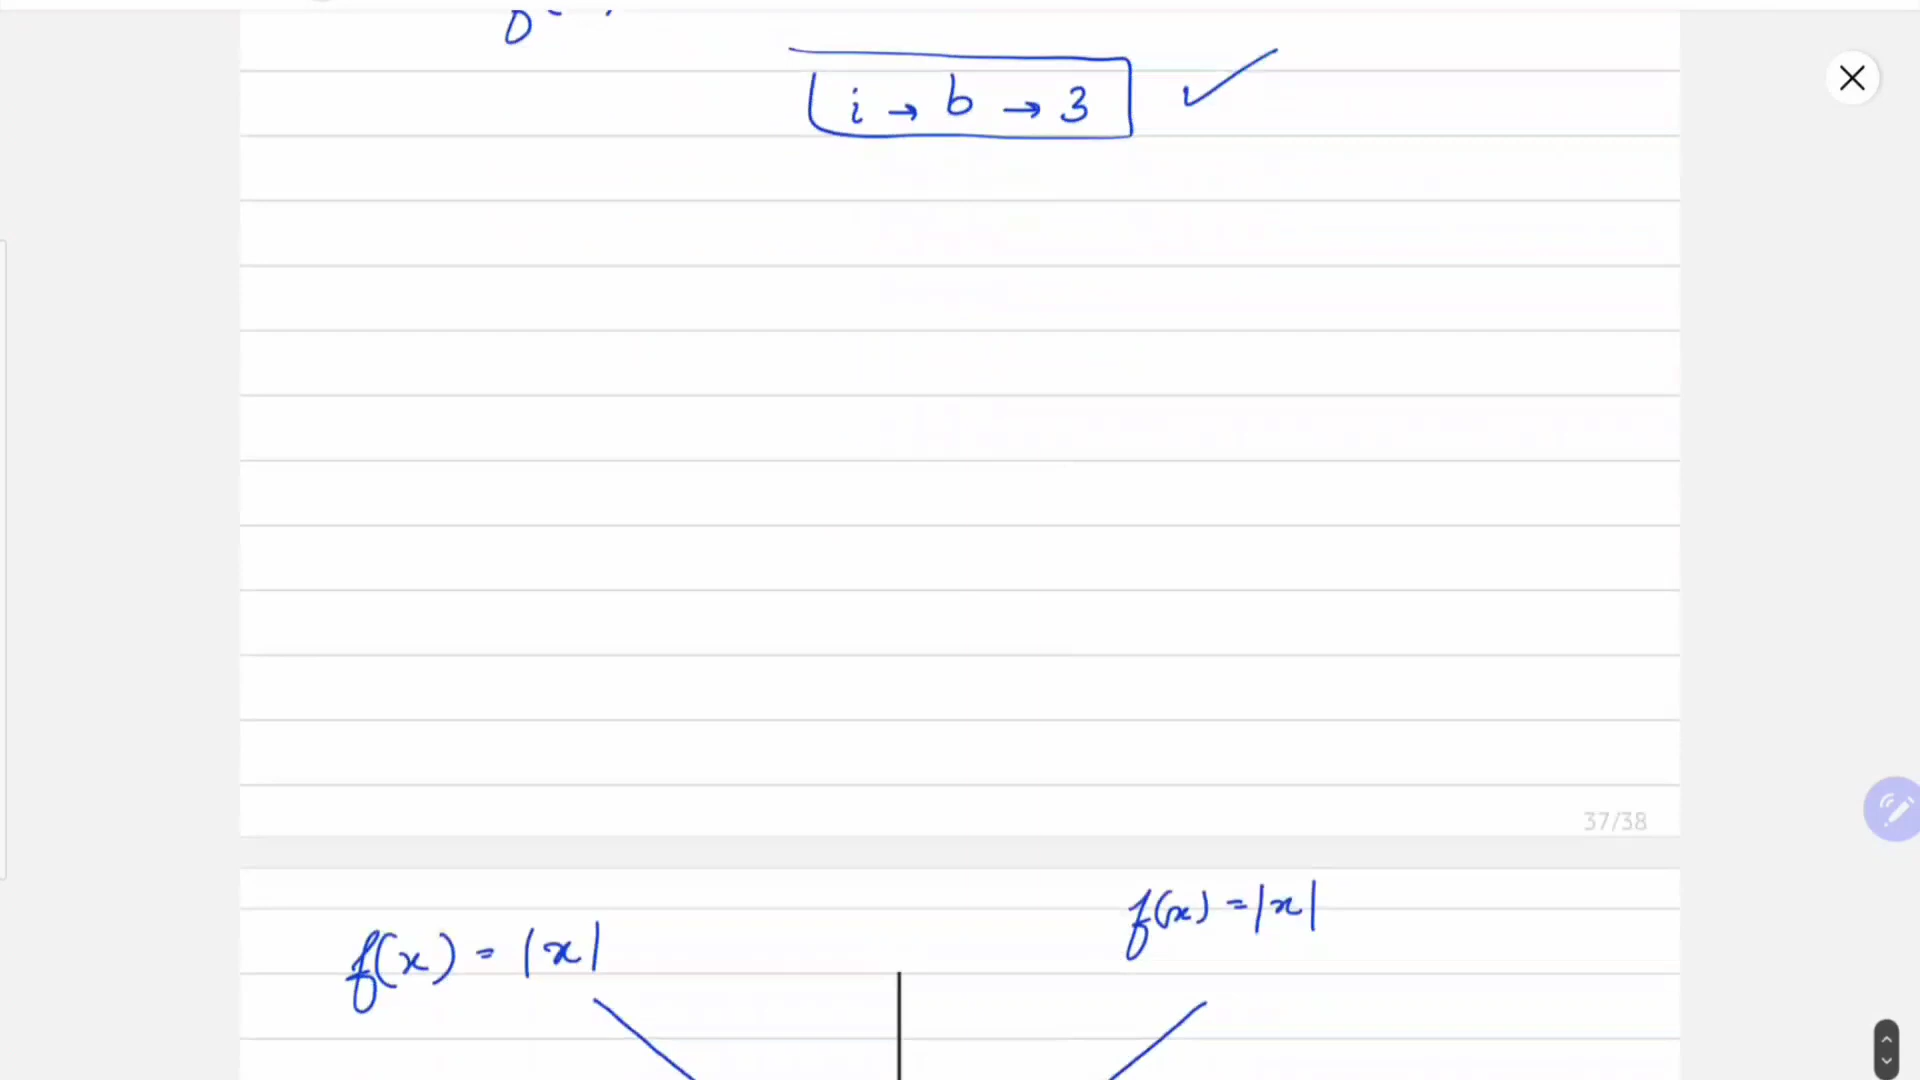 i → b → 3
37/38
f(x) = |x|
f(x) = |x|